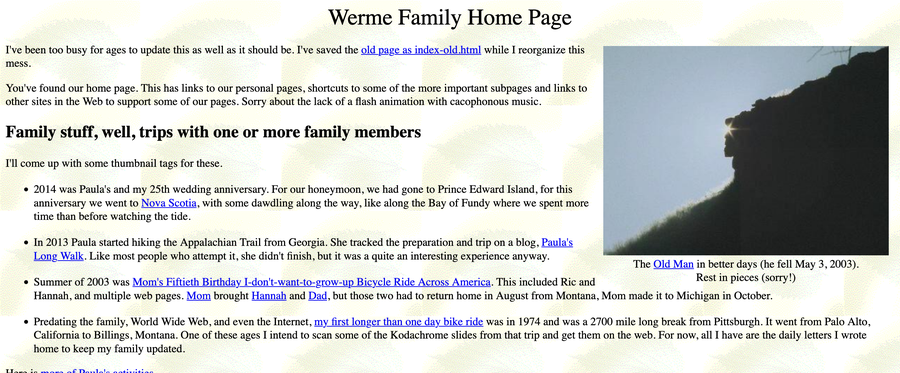 Werme Family Home Page
I've been too busy for ages to update this as well as it should be. I've saved the old page as index-old.html while I reorganize this
mess.
You've found our home page. This has links to our personal pages, shortcuts to some of the more important subpages and links to
other sites in the Web to support some of our pages. Sorry about the lack of a flash animation with cacophonous music.
Family stuff, well, trips with one or more family members
I'll come up with some thumbnail tags for these.
• 2014 was Paula's and my 25th wedding anniversary. For our honeymoon, we had gone to Prince Edward Island, for this
anniversary we went to Nova Scotia, with some dawdling along the way, like along the Bay of Fundy where we spent more
time than before watching the tide.
• In 2013 Paula started hiking the Appalachian Trail from Georgia. She tracked the preparation and trip on a blog, Paula's
Long Walk. Like most people who attempt it, she didn't finish, but it was a quite an interesting experience anyway.
The Old Man in better days (he fell May 3, 2003).
Rest in pieces (sorry!)
• Summer of 2003 was Mom's Fiftieth Birthday I-don't-want-to-grow-up Bicycle Ride Across America. This included Ric and
Hannah, and multiple web pages. Mom brought Hannah and Dad, but those two had to return home in August from Montana, Mom made it to Michigan in October.
• Predating the family, World Wide Web, and even the Internet, my first longer than one day bike ride was in 1974 and was a 2700 mile long break from Pittsburgh. It went from Palo Alto,
California to Billings, Montana. One of these ages I intend to scan some of the Kodachrome slides from that trip and get them on the web. For now, all I have are the daily letters I wrote
home to keep my family updated.
Here is more of Paula's activities